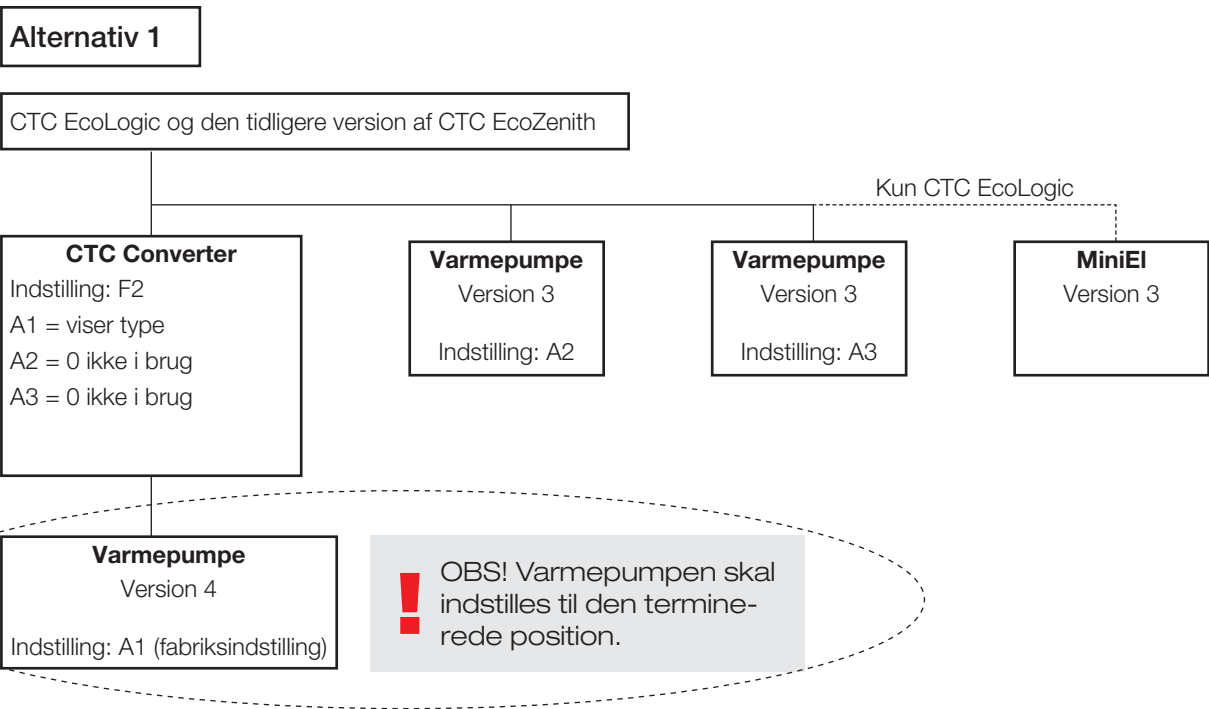 Alternativ 1
CTC EcoLogic og den tidligere version af CTC EcoZenith
Kun CTC EcoLogic
CTC Converter
Indstilling: F2
A1 = viser type
A2 = 0 ikke i brug
A3 = 0 ikke i brug
Varmepumpe
Version 3
Indstilling: A2
Varmepumpe
Version 3
Indstilling: A3
MiniEl
Version 3
Varmepumpe
Version 4
Indstilling: A1 (fabriksindstilling)
! OBS! Varmepumpen skal
indstilles til den termine-
rede position.